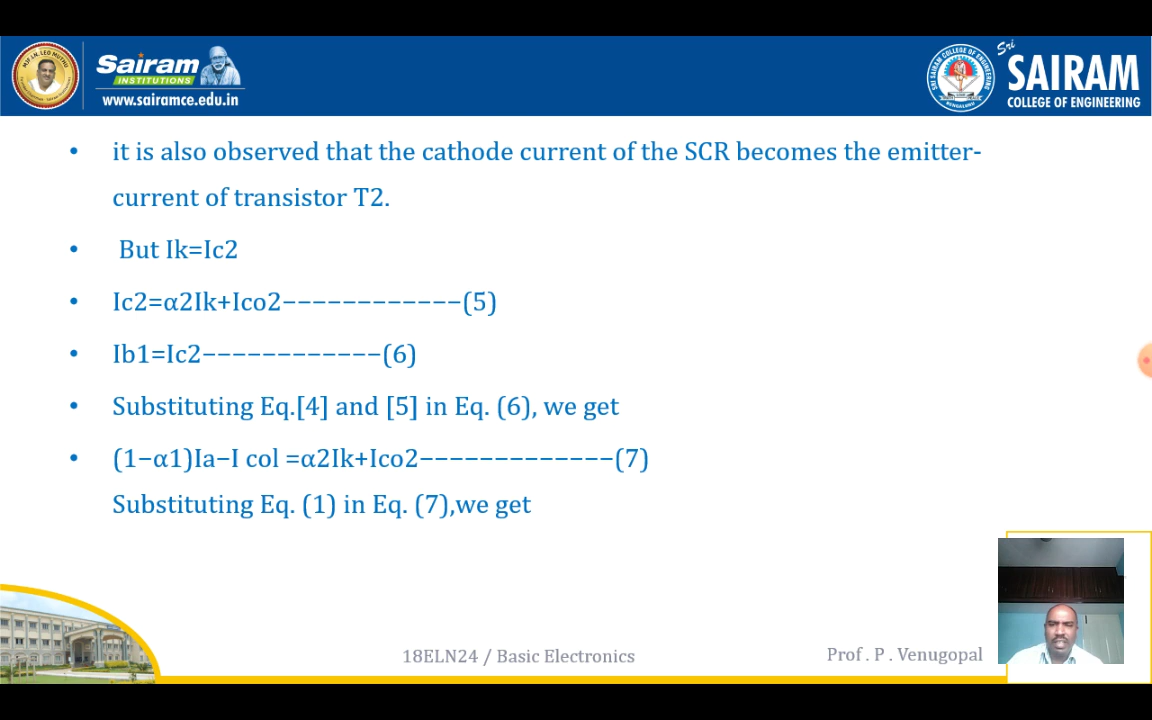 Sairam
INSTITUTIONS
www.sairamce.edu.in
Sri
SAIRAM
COLLEGE OF ENGINEERING
• it is also observed that the cathode current of the SCR becomes the emitter-
current of transistor T2.
• But Ik=Ic2
• Ic2=α2Ik+Ico2−−−−−−−−−−−−(5)
• Ib1=Ic2−−−−−−−−−−−−(6)
• Substituting Eq.[4] and [5] in Eq. (6), we get
• (1−α1)Ia−I col =α2Ik+Ico2−−−−−−−−−−−−−(7)
Substituting Eq. (1) in Eq. (7),we get
18ELN24 / Basic Electronics
Prof . P . Venugopal